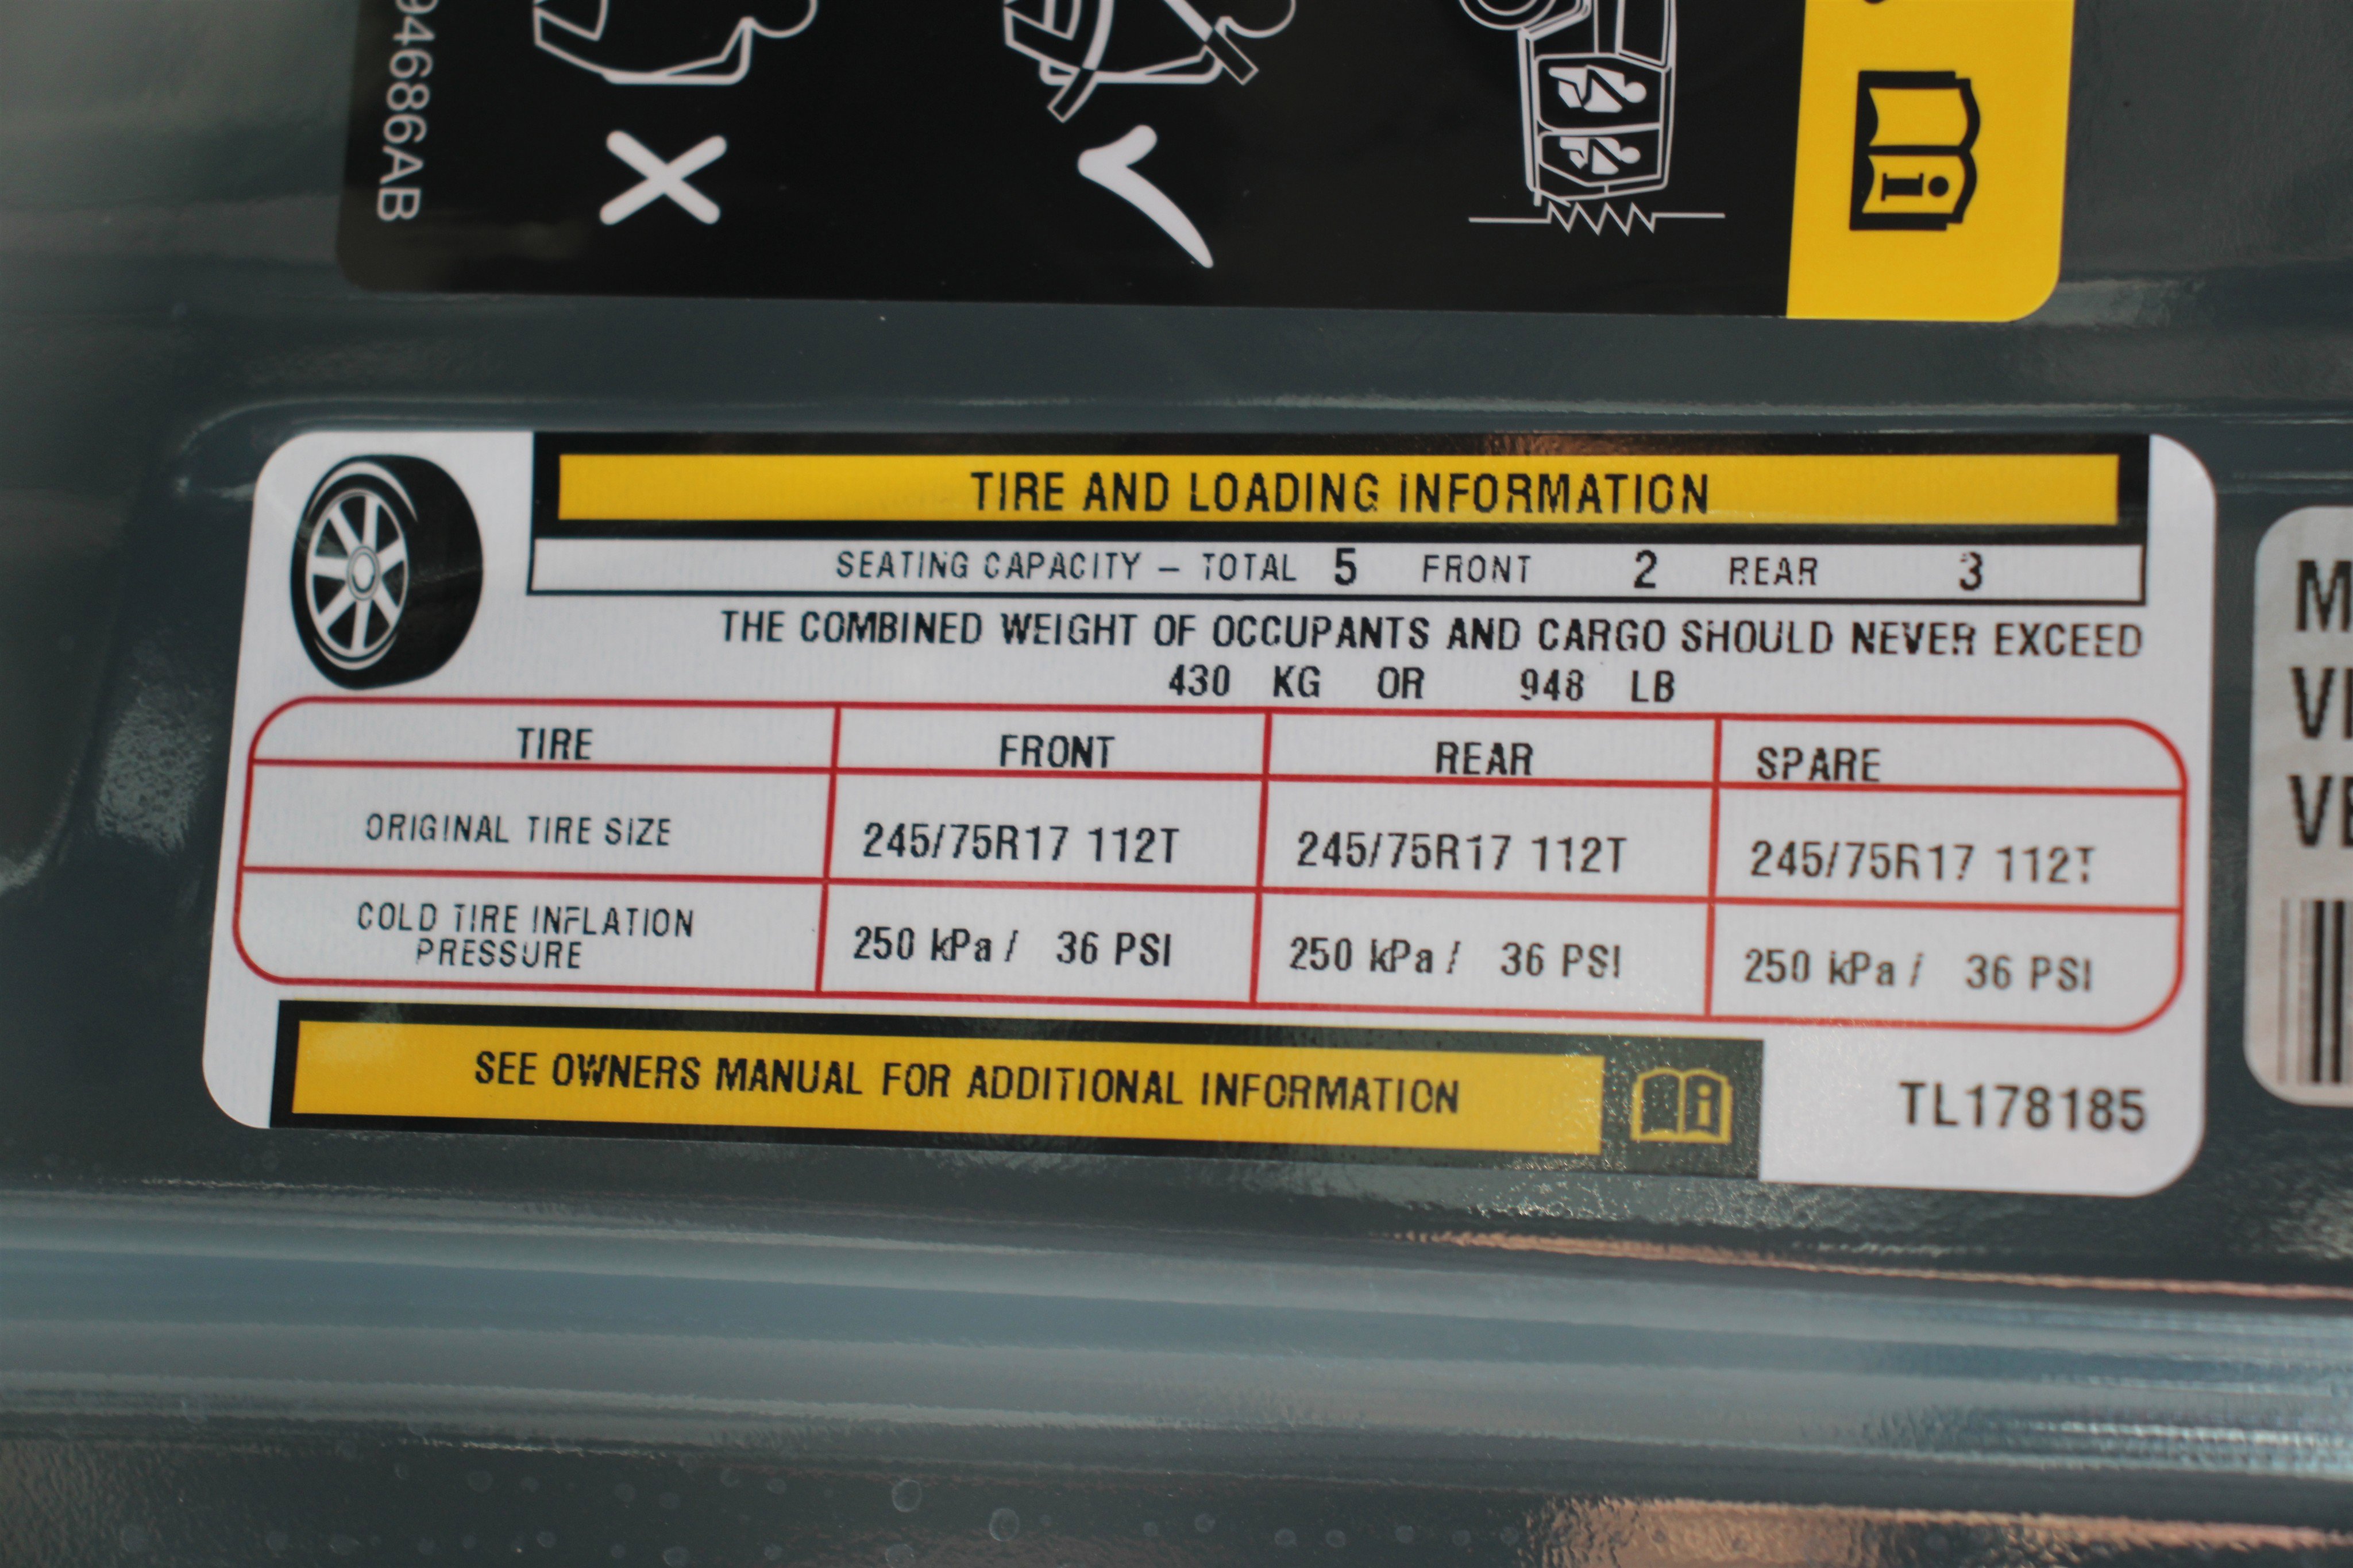 94686AB
TIRE AND LOADING INFORMATION
SEATING CAPACITY – TOTAL 5 FRONT 2 REAR 3
THE COMBINED WEIGHT OF OCCUPANTS AND CARGO SHOULD NEVER EXCEED
430 KG OR 948 LB
TIRE FRONT REAR SPARE
ORIGINAL TIRE SIZE 245/75R17 112T 245/75R17 112T 245/75R17 112T
COLD TIRE INFLATION
PRESSURE 250 kPa / 36 PSI 250 kPa / 36 PSI 250 kPa / 36 PSI
SEE OWNERS MANUAL FOR ADDITIONAL INFORMATION
TL178185